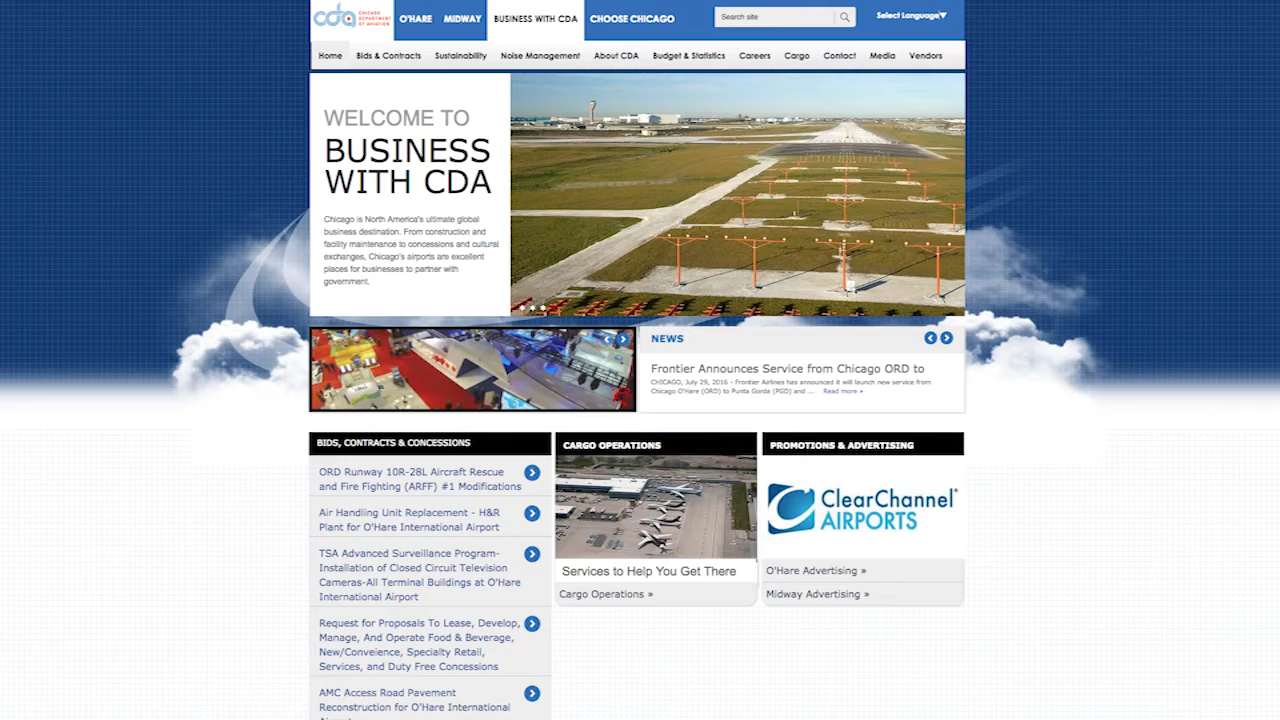 cda CHICAGO DEPARTMENT OF AVIATION
O'HARE
MIDWAY
BUSINESS WITH CDA
CHOOSE CHICAGO
Search site
Select Language▼
Home
Bids & Contracts
Sustainability
Noise Management
About CDA
Budget & Statistics
Careers
Cargo
Contact
Media
Vendors
WELCOME TO
BUSINESS
WITH CDA
Chicago is North America's ultimate global
business destination. From construction and
facility maintenance to concessions and cultural
exchanges, Chicago's airports are excellent
places for businesses to partner with
government.
NEWS
Frontier Announces Service from Chicago ORD to
CHICAGO, July 29, 2016 - Frontier Airlines has announced it will launch new service from
Chicago O'Hare (ORD) to Punta Gorda (PGD) and ... Read more »
BIDS, CONTRACTS & CONCESSIONS
ORD Runway 10R-28L Aircraft Rescue
and Fire Fighting (ARFF) #1 Modifications
Air Handling Unit Replacement - H&R
Plant for O'Hare International Airport
TSA Advanced Surveillance Program-
Installation of Closed Circuit Television
Cameras-All Terminal Buildings at O'Hare
International Airport
Request for Proposals To Lease, Develop,
Manage, And Operate Food & Beverage,
New/Conveience, Specialty Retail,
Services, and Duty Free Concessions
AMC Access Road Pavement
Reconstruction for O'Hare International
CARGO OPERATIONS
Services to Help You Get There
Cargo Operations »
PROMOTIONS & ADVERTISING
ClearChannel
AIRPORTS
O'Hare Advertising »
Midway Advertising »